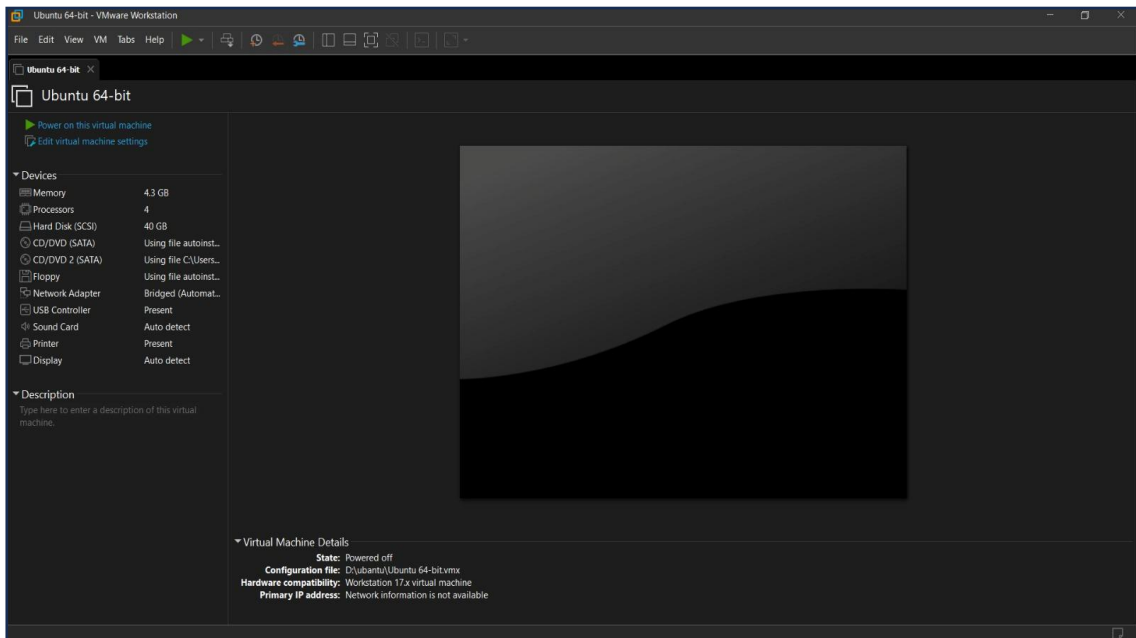 Ubuntu 64-bit - VMware Workstation
File Edit View VM Tabs Help
Ubuntu 64-bit
Ubuntu 64-bit
Power on this virtual machine
Edit virtual machine settings
Devices
Memory 4.3 GB
Processors 4
Hard Disk (SCSI) 40 GB
CD/DVD (SATA) Using file autoinst...
CD/DVD 2 (SATA) Using file C:\Users...
Floppy Using file autoinst...
Network Adapter Bridged (Automat...
USB Controller Present
Sound Card Auto detect
Printer Present
Display Auto detect
Description
Type here to enter a description of this virtual
machine.
Virtual Machine Details
State: Powered off
Configuration file: D:\ubantu\Ubuntu 64-bit.vmx
Hardware compatibility: Workstation 17.x virtual machine
Primary IP address: Network information is not available